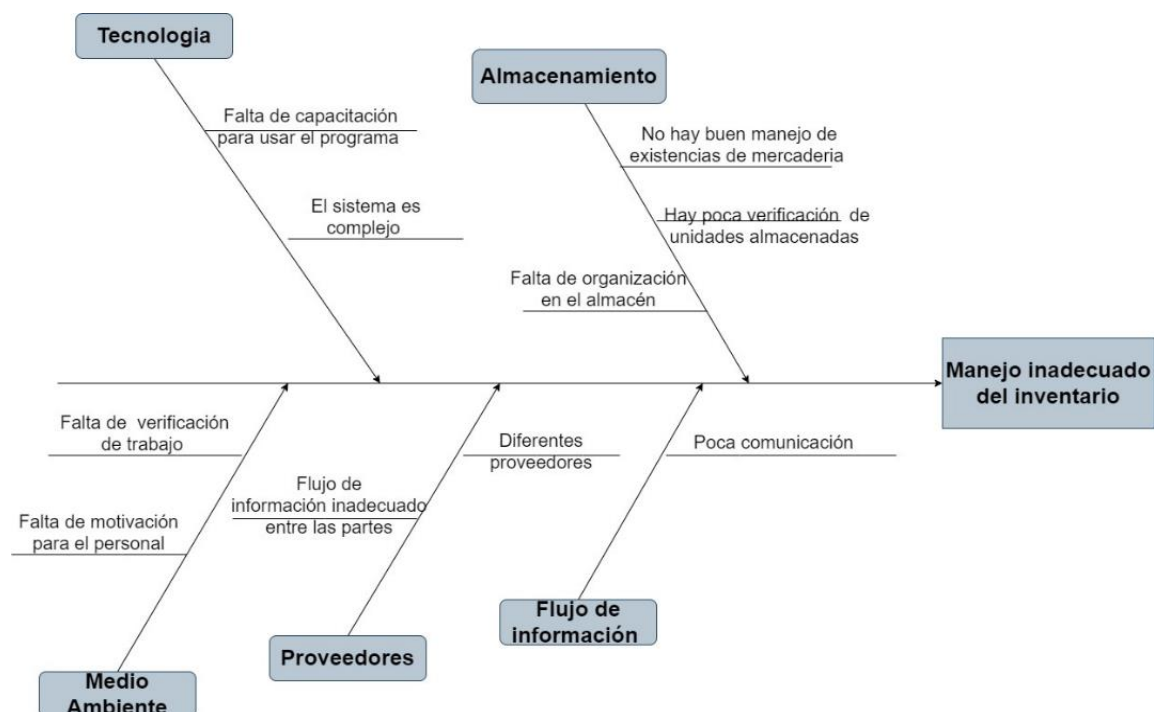 Tecnologia
Almacenamiento
Falta de capacitación
para usar el programa
No hay buen manejo de
existencias de mercaderia
El sistema es
complejo
Hay poca verificación de
unidades almacenadas
Falta de organización
en el almacén
Manejo inadecuado
del inventario
Falta de verificación
de trabajo
Diferentes
proveedores
Poca comunicación
Flujo de
información inadecuado
entre las partes
Falta de motivación
para el personal
Flujo de
información
Proveedores
Medio
Ambiente